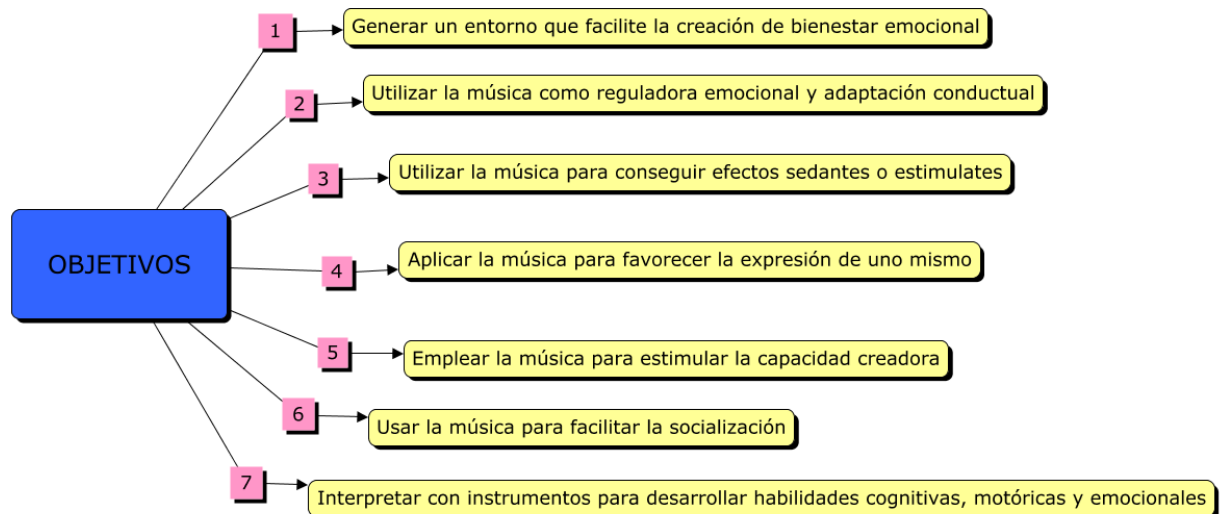 1
Generar un entorno que facilite la creación de bienestar emocional
2
Utilizar la música como reguladora emocional y adaptación conductual
3
Utilizar la música para conseguir efectos sedantes o estimulates
OBJETIVOS
4
Aplicar la música para favorecer la expresión de uno mismo
5
Emplear la música para estimular la capacidad creadora
6
Usar la música para facilitar la socialización
7
Interpretar con instrumentos para desarrollar habilidades cognitivas, motóricas y emocionales